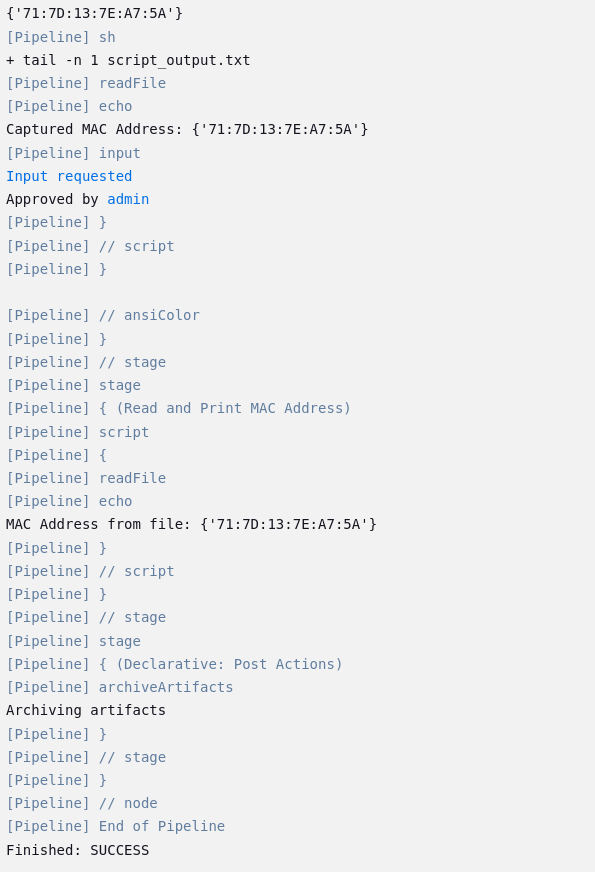 {'71:7D:13:7E:A7:5A'}
[Pipeline] sh
+ tail -n 1 script_output.txt
[Pipeline] readFile
[Pipeline] echo
Captured MAC Address: {'71:7D:13:7E:A7:5A'}
[Pipeline] input
Input requested
Approved by admin
[Pipeline] }
[Pipeline] // script
[Pipeline] }
[Pipeline] // ansiColor
[Pipeline] }
[Pipeline] // stage
[Pipeline] stage
[Pipeline] { (Read and Print MAC Address)
[Pipeline] script
[Pipeline] {
[Pipeline] readFile
[Pipeline] echo
MAC Address from file: {'71:7D:13:7E:A7:5A'}
[Pipeline] }
[Pipeline] // script
[Pipeline] }
[Pipeline] // stage
[Pipeline] stage
[Pipeline] { (Declarative: Post Actions)
[Pipeline] archiveArtifacts
Archiving artifacts
[Pipeline] }
[Pipeline] // stage
[Pipeline] }
[Pipeline] // node
[Pipeline] End of Pipeline
Finished: SUCCESS